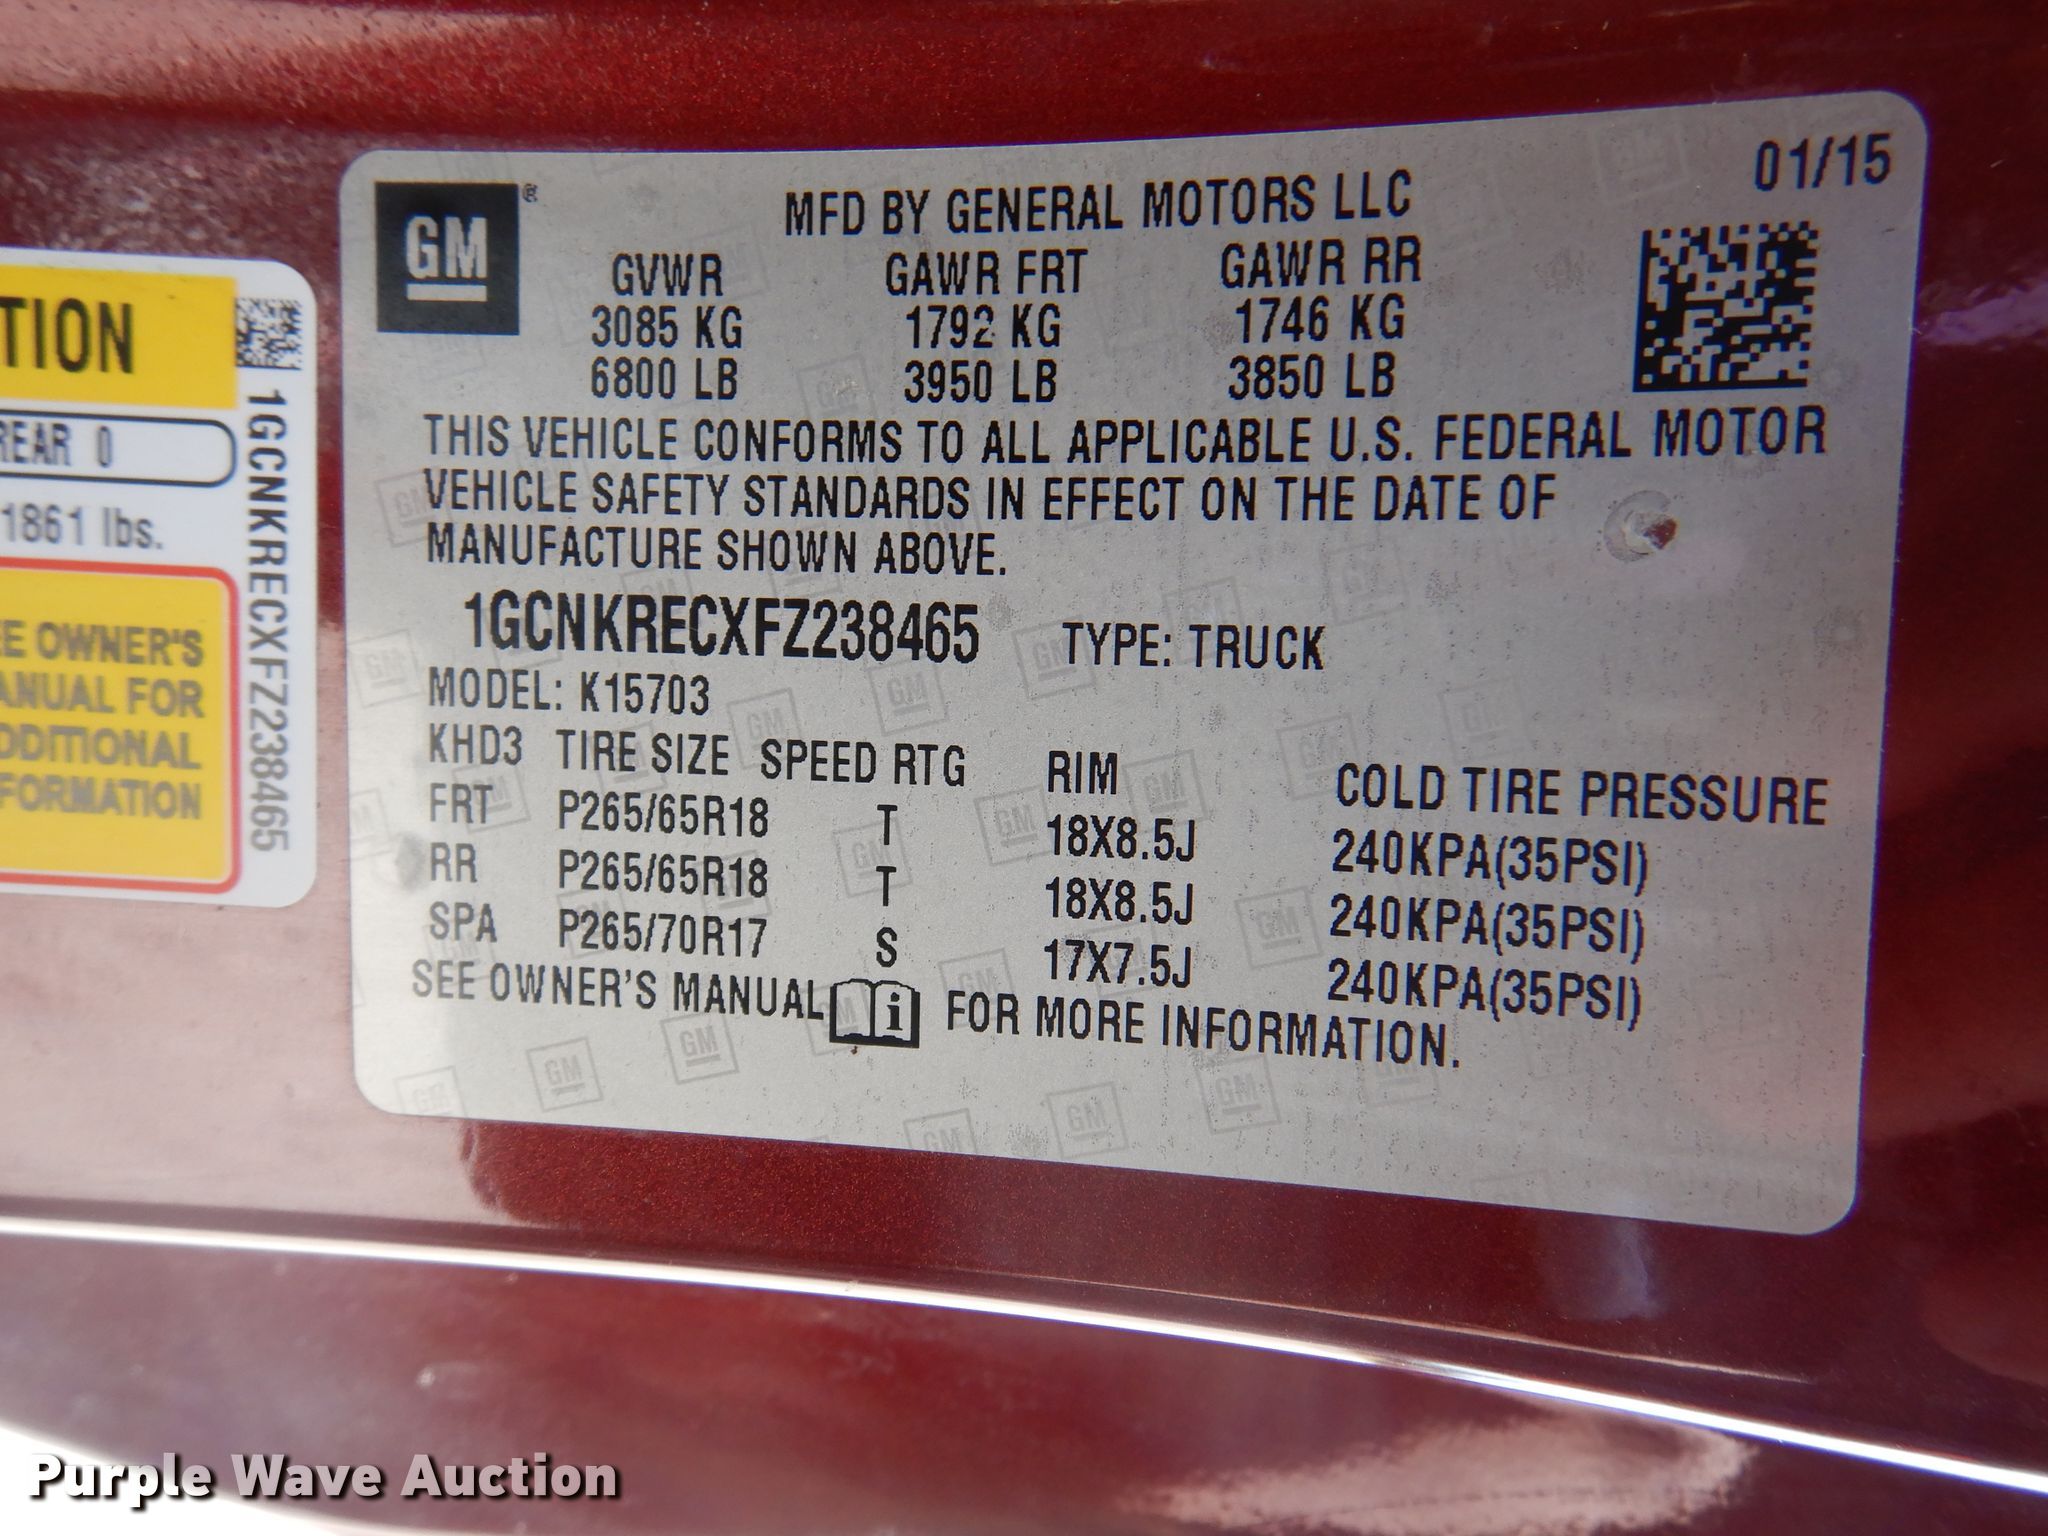 TION
REAR 0
1861 lbs.
OWNER'S
FOR
1GCNKRECXFZ238465
GM®
MFD BY GENERAL MOTORS LLC
01/15
GVWR GAWR FRT GAWR RR
3085 KG 1792 KG 1746 KG
6800 LB 3950 LB 3850 LB
THIS VEHICLE CONFORMS TO ALL APPLICABLE U.S. FEDERAL MOTOR
VEHICLE SAFETY STANDARDS IN EFFECT ON THE DATE OF
MANUFACTURE SHOWN ABOVE.
1GCNKRECXFZ238465 TYPE: TRUCK
MODEL: K15703
KHD3 TIRE SIZE SPEED RTG RIM COLD TIRE PRESSURE
FRT P265/65R18 T 18X8.5J 240KPA(35PSI)
RR P265/65R18 T 18X8.5J 240KPA(35PSI)
SPA P265/70R17 S 17X7.5J 240KPA(35PSI)
SEE OWNER'S MANUAL i FOR MORE INFORMATION.
Purple Wave Auction